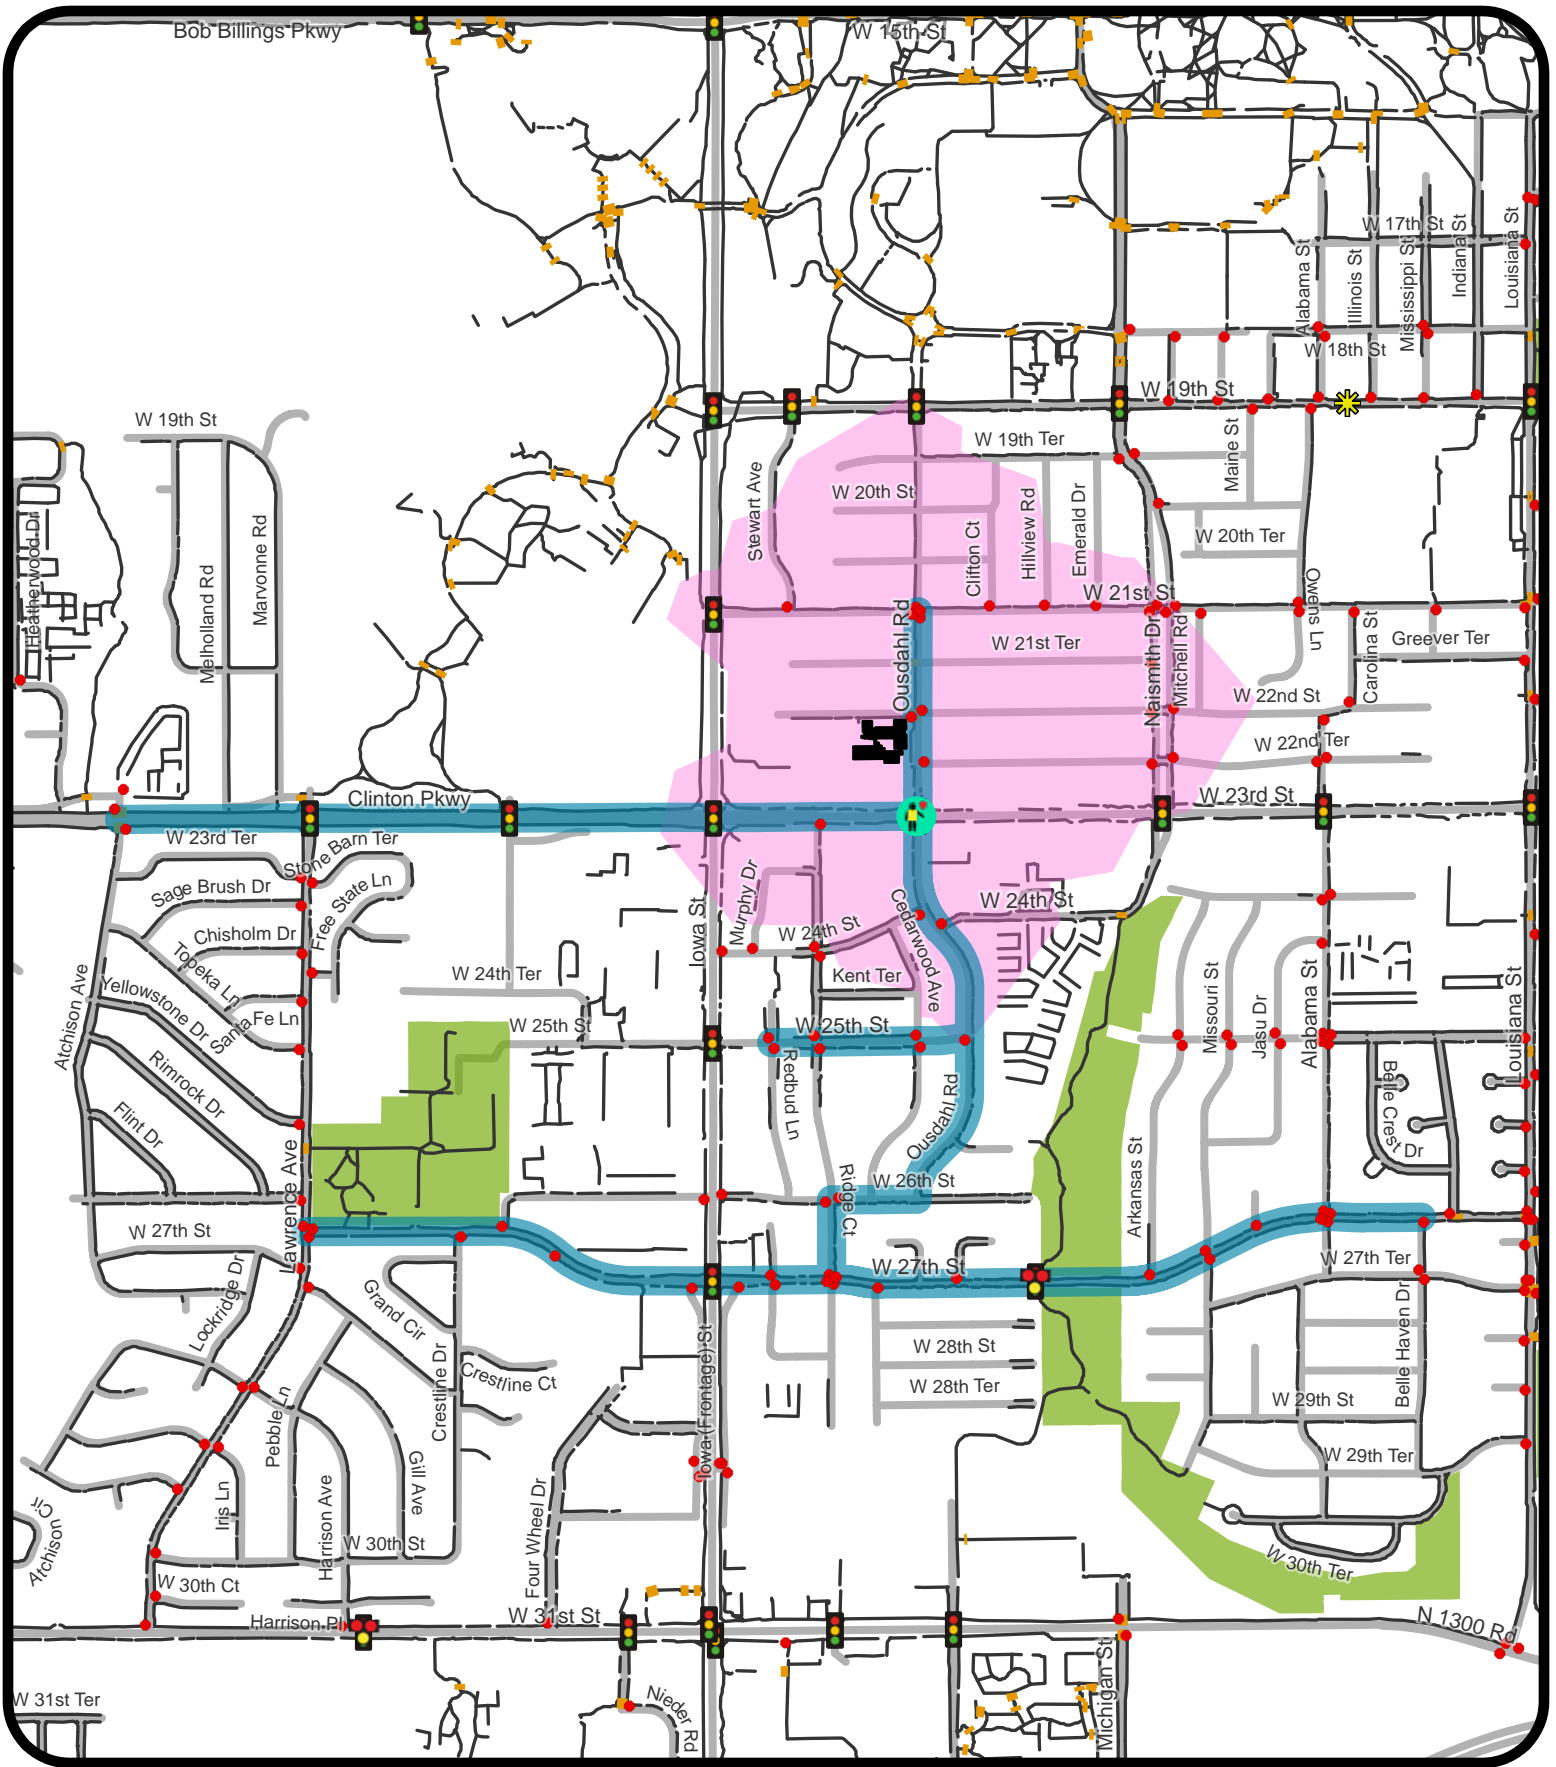 Bob Billings Pkwy
W 15th St
W 17th St
Alabama St
Illinois St
Mississippi St
Indiana St
Louisiana St
W 18th St
W 19th St
W 19th St
W 19th Ter
Maine St
Stewart Ave
W 20th St
Clifton Ct
Hillview Rd
Emerald Dr
W 20th Ter
Heatherwood Dr
Melholland Rd
Marvonne Rd
W 21st St
Owens Ln
Carolina St
Greever Ter
W 21st Ter
Ousdahl Rd
Naismith Dr
Mitchell Rd
W 22nd St
W 22nd Ter
Clinton Pkwy
W 23rd St
W 23rd Ter
Stone Barn Ter
Sage Brush Dr
Free State Ln
Chisholm Dr
Topeka Ln
Yellowstone Dr
Santa Fe Ln
Atchison Ave
Rimrock Dr
Flint Dr
Iowa St
Murphy Dr
W 24th St
W 24th St
Cedarwood Ave
Kent Ter
W 24th Ter
W 25th St
W 25th St
Redbud Ln
Ousdahl Rd
Missouri St
Jasu Dr
Alabama St
Louisiana St
Belle Crest Dr
Arkansas St
W 26th St
Ridge Ct
Lawrence Ave
W 27th St
W 27th St
W 27th Ter
Lockridge Dr
Grand Cir
Crestline Dr
Crestline Ct
Iowa (Frontage) St
W 28th St
W 28th Ter
Belle Haven Dr
W 29th St
W 29th Ter
Pebble Ln
Gill Ave
Iris Ln
Harrison Ave
Four Wheel Dr
Atchison Cir
W 30th St
W 30th Ct
W 30th Ter
Harrison Pl
W 31st St
N 1300 Rd
Michigan St
Nieder Rd
W 31st Ter